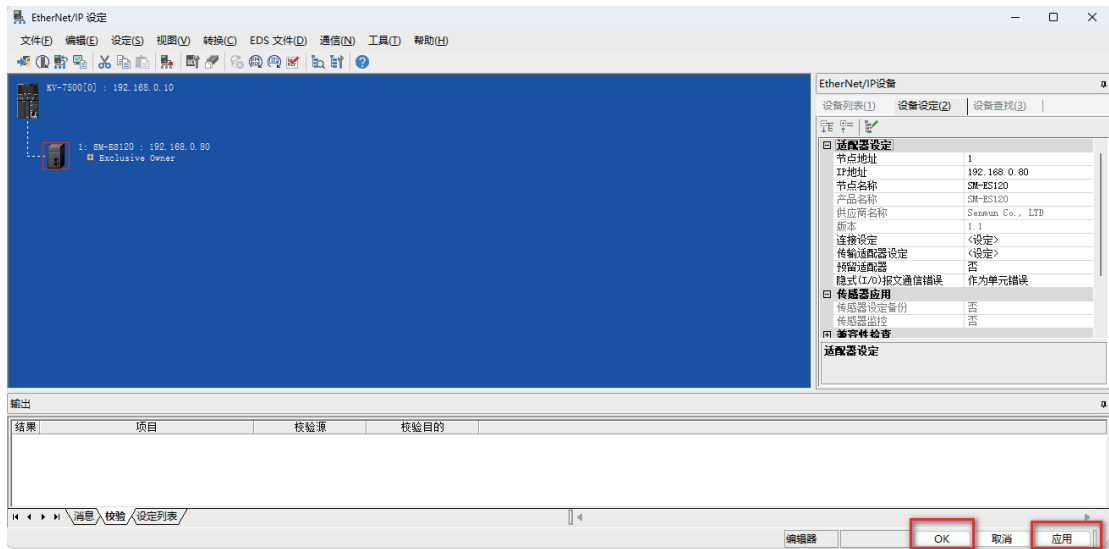 EtherNet/IP 设定
文件(F) 编辑(E) 设定(S) 视图(V) 转换(C) EDS 文件(D) 通信(N) 工具(T) 帮助(H)
KV-7500[0] : 192.168.0.10
1: SM-ES120 : 192.168.0.80
Exclusive Owner
EtherNet/IP设备
设备列表(1) 设备设定(2) 设备查找(3)
适配器设定
节点地址 1
IP地址 192.168.0.80
节点名称 SM-ES120
产品名称 SM-ES120
供应商名称 Senmun Co., LTD
版本 1.1
连接设定 <设定>
传输适配器设定 <设定>
预留适配器 否
隐式(I/O)报文通信错误 作为单元错误
传感器应用
传感器设定备份 否
传感器监控 否
兼容性检查
适配器设定
输出
结果 项目 校验源 校验目的
消息 校验 设定列表
编辑器 OK 取消 应用